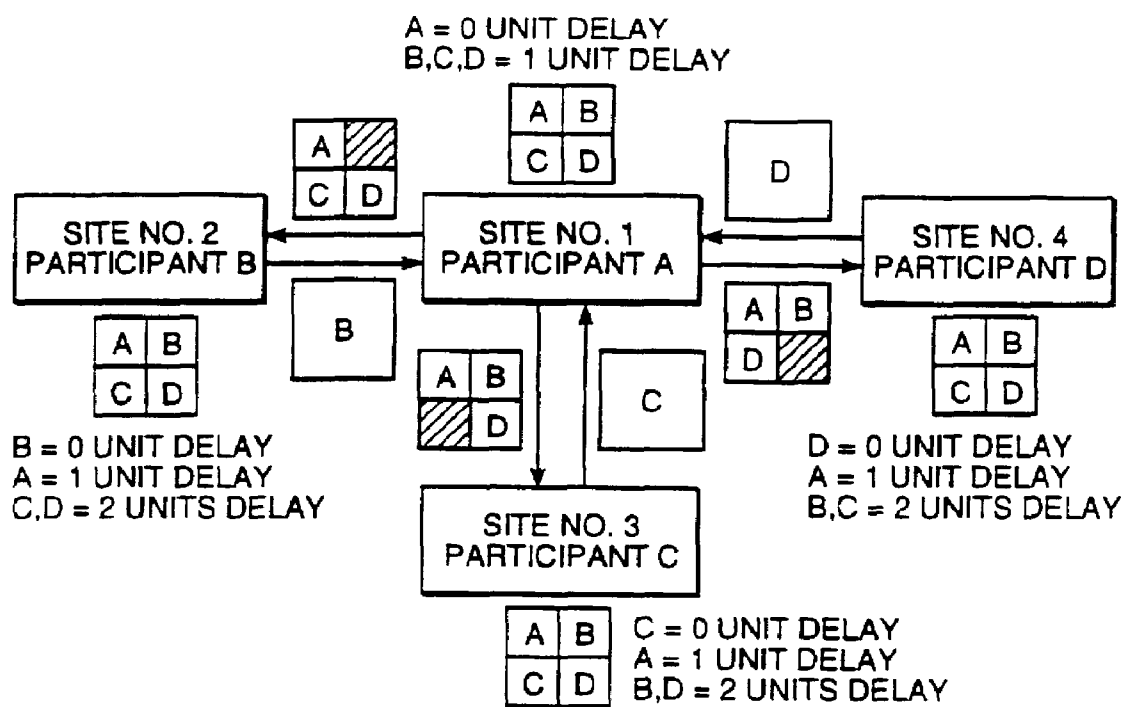 A = 0 UNIT DELAY
B,C,D = 1 UNIT DELAY
A B
C D
A
C D
D
SITE NO. 2
PARTICIPANT B
SITE NO. 1
PARTICIPANT A
SITE NO. 4
PARTICIPANT D
B
A B
D
A B
C D
A B
C D
A B
D
C
B = 0 UNIT DELAY
A = 1 UNIT DELAY
C,D = 2 UNITS DELAY
D = 0 UNIT DELAY
A = 1 UNIT DELAY
B,C = 2 UNITS DELAY
SITE NO. 3
PARTICIPANT C
A B
C D
C = 0 UNIT DELAY
A = 1 UNIT DELAY
B,D = 2 UNITS DELAY